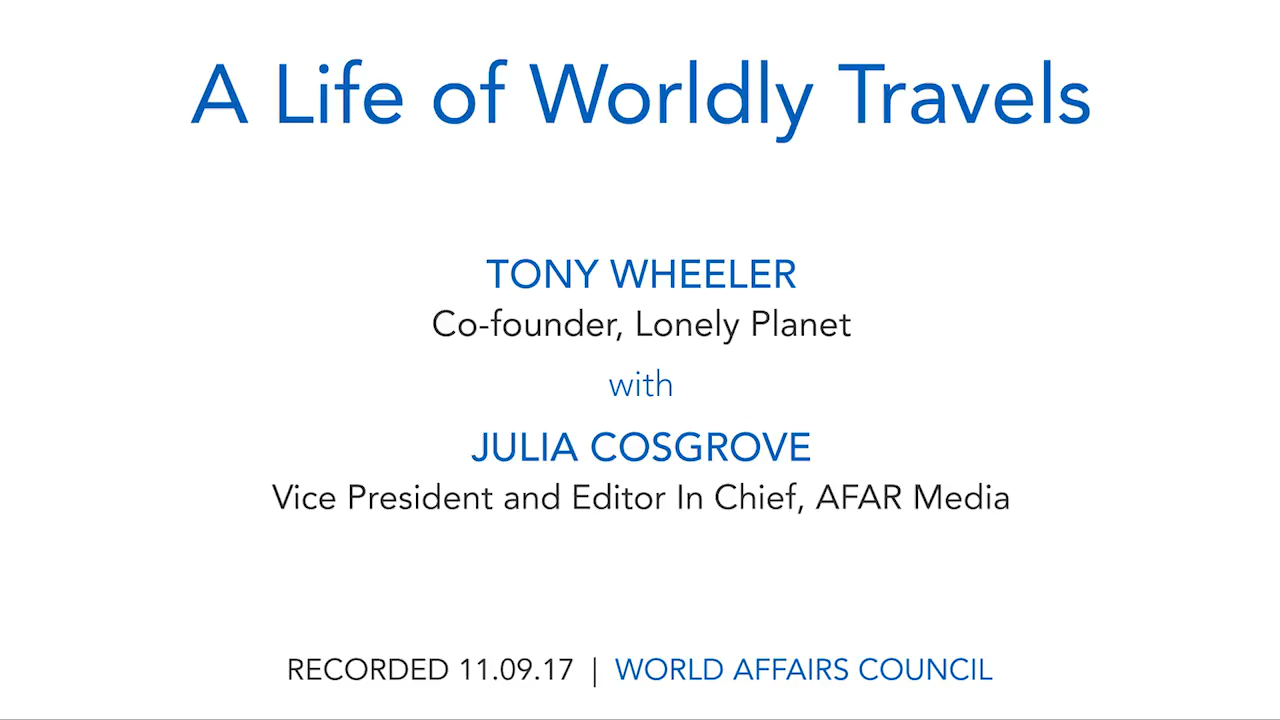 A Life of Worldly Travels
TONY WHEELER
Co-founder, Lonely Planet
with
JULIA COSGROVE
Vice President and Editor In Chief, AFAR Media
RECORDED 11.09.17 | WORLD AFFAIRS COUNCIL